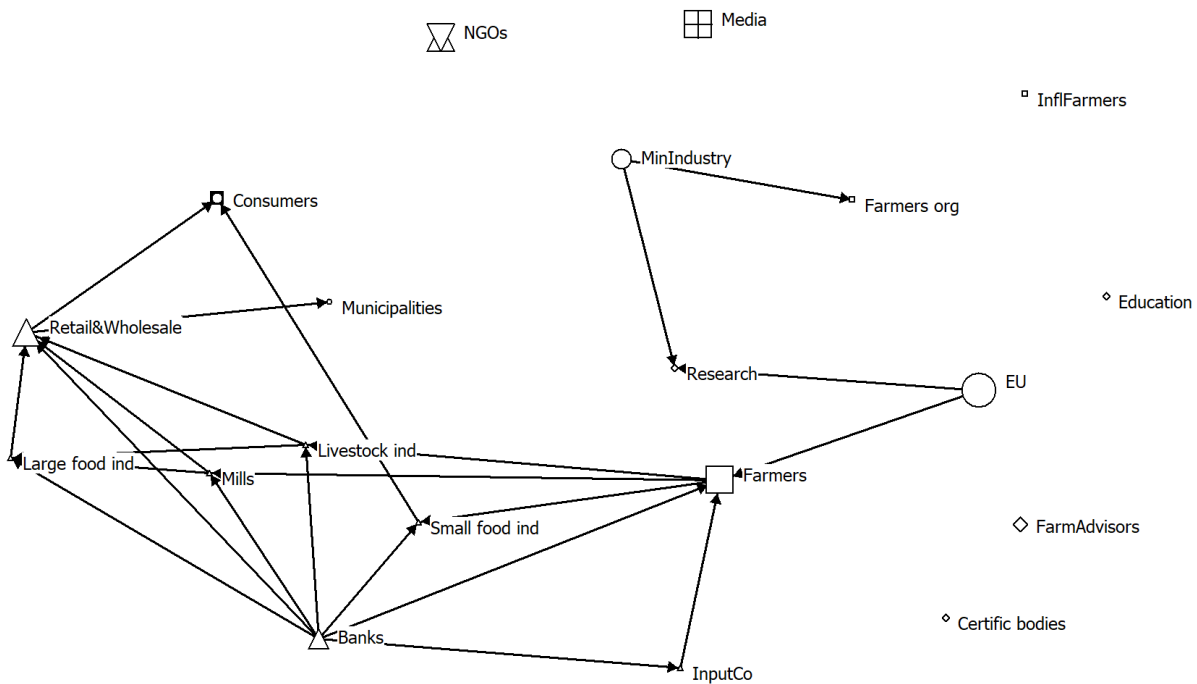 Media
NGOs
InflFarmers
MinIndustry
Consumers
Farmers org
Municipalities
Education
Retail&Wholesale
Research
EU
Livestock ind
Large food ind
Mills
Farmers
Small food ind
FarmAdvisors
Certific bodies
Banks
InputCo